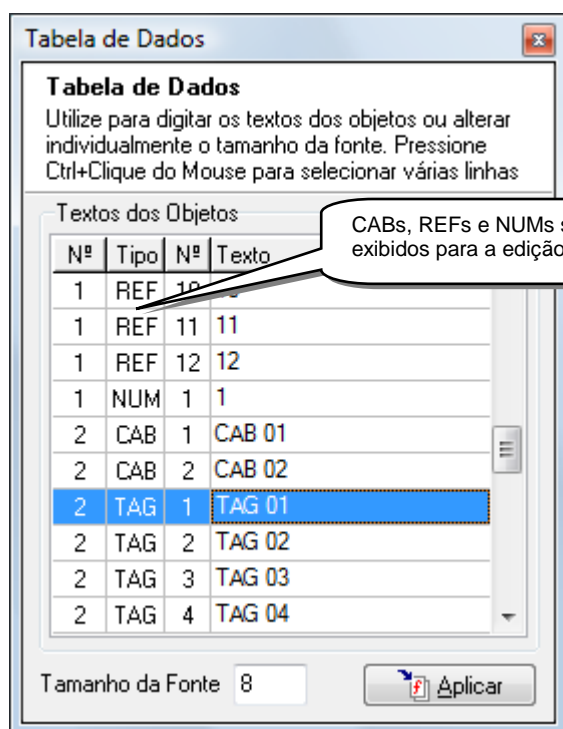 Tabela de Dados
Tabela de Dados
Utilize para digitar os textos dos objetos ou alterar
individualmente o tamanho da fonte. Pressione
Ctrl+Clique do Mouse para selecionar várias linhas
Textos dos Objetos
CABs, REFs e NUMs
exibidos para a edição
Nº Tipo Nº Texto
1 REF 10
1 REF 11 11
1 REF 12 12
1 NUM 1 1
2 CAB 1 CAB 01
2 CAB 2 CAB 02
2 TAG 1 TAG 01
2 TAG 2 TAG 02
2 TAG 3 TAG 03
2 TAG 4 TAG 04
Tamanho da Fonte 8 Aplicar